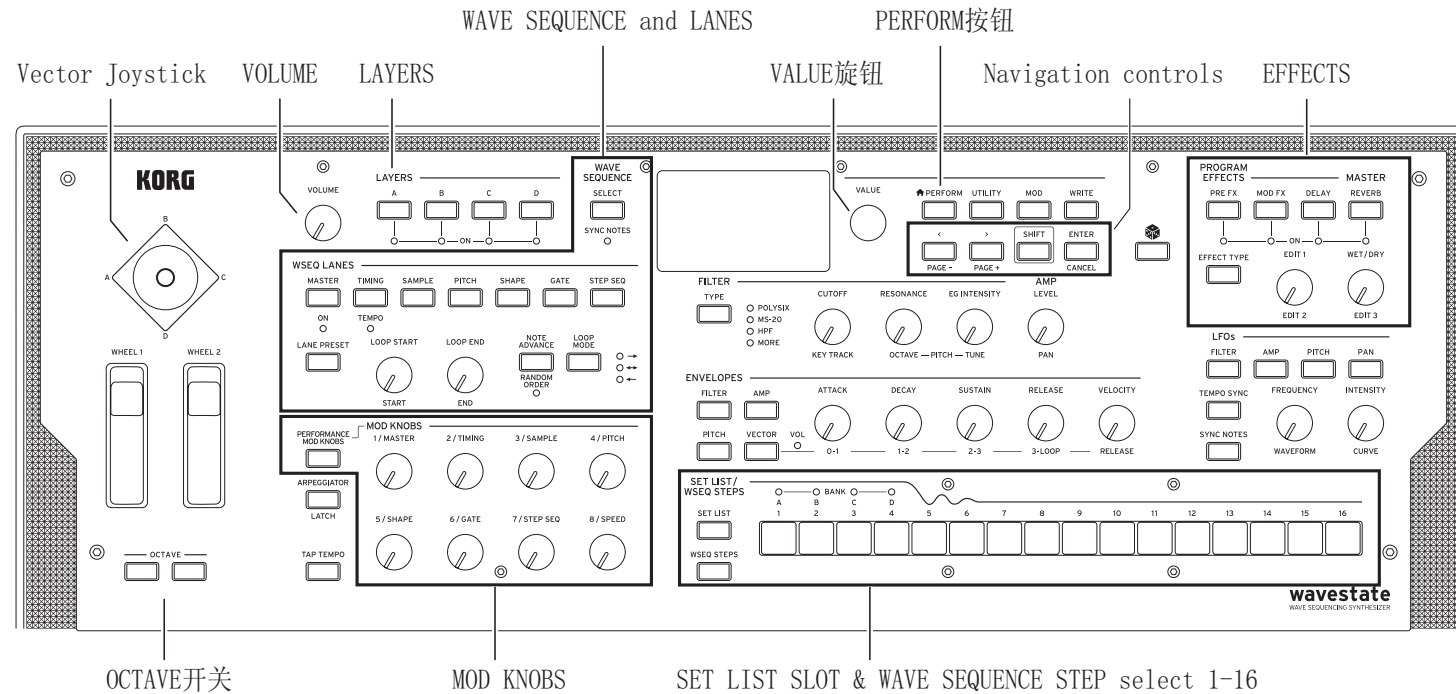 WAVE SEQUENCE and LANES
PERFORM按钮
Vector Joystick
VOLUME
LAYERS
VALUE旋钮
Navigation controls
EFFECTS
KORG
B
A
C
D
WHEEL 1
WHEEL 2
OCTAVE
VOLUME
LAYERS
A B C D
ON
WAVE
SEQUENCE
SELECT
SYNC NOTES
WSEQ LANES
MASTER TIMING SAMPLE PITCH SHAPE GATE STEP SEQ
ON
TEMPO
LANE PRESET
LOOP START
LOOP END
NOTE
ADVANCE
LOOP
MODE
RANDOM
ORDER
START
END
PERFORMANCE
MOD KNOBS
MOD KNOBS
1 / MASTER 2 / TIMING 3 / SAMPLE 4 / PITCH
ARPEGGIATOR
LATCH
5 / SHAPE 6 / GATE 7 / STEP SEQ 8 / SPEED
TAP TEMPO
VALUE
PERFORM UTILITY MOD WRITE
< > SHIFT ENTER
PAGE - PAGE + CANCEL
FILTER
TYPE
POLYSIX
MS-20
HPF
MORE
CUTOFF RESONANCE EG INTENSITY
KEY TRACK OCTAVE — PITCH — TUNE
AMP
LEVEL
PAN
ENVELOPES
FILTER AMP
ATTACK DECAY SUSTAIN RELEASE VELOCITY
PITCH VECTOR VOL
0-1 1-2 2-3 3-LOOP RELEASE
PROGRAM
EFFECTS
MASTER
PRE FX MOD FX DELAY REVERB
ON
EFFECT TYPE
EDIT 1
WET/DRY
EDIT 2
EDIT 3
LFOs
FILTER AMP PITCH PAN
TEMPO SYNC
FREQUENCY
INTENSITY
SYNC NOTES
WAVEFORM
CURVE
SET LIST/
WSEQ STEPS
BANK
A B C D
1 2 3 4 5 6 7 8 9 10 11 12 13 14 15 16
SET LIST
WSEQ STEPS
wavestate
WAVE SEQUENCING SYNTHESIZER
OCTAVE开关
MOD KNOBS
SET LIST SLOT & WAVE SEQUENCE STEP select 1-16